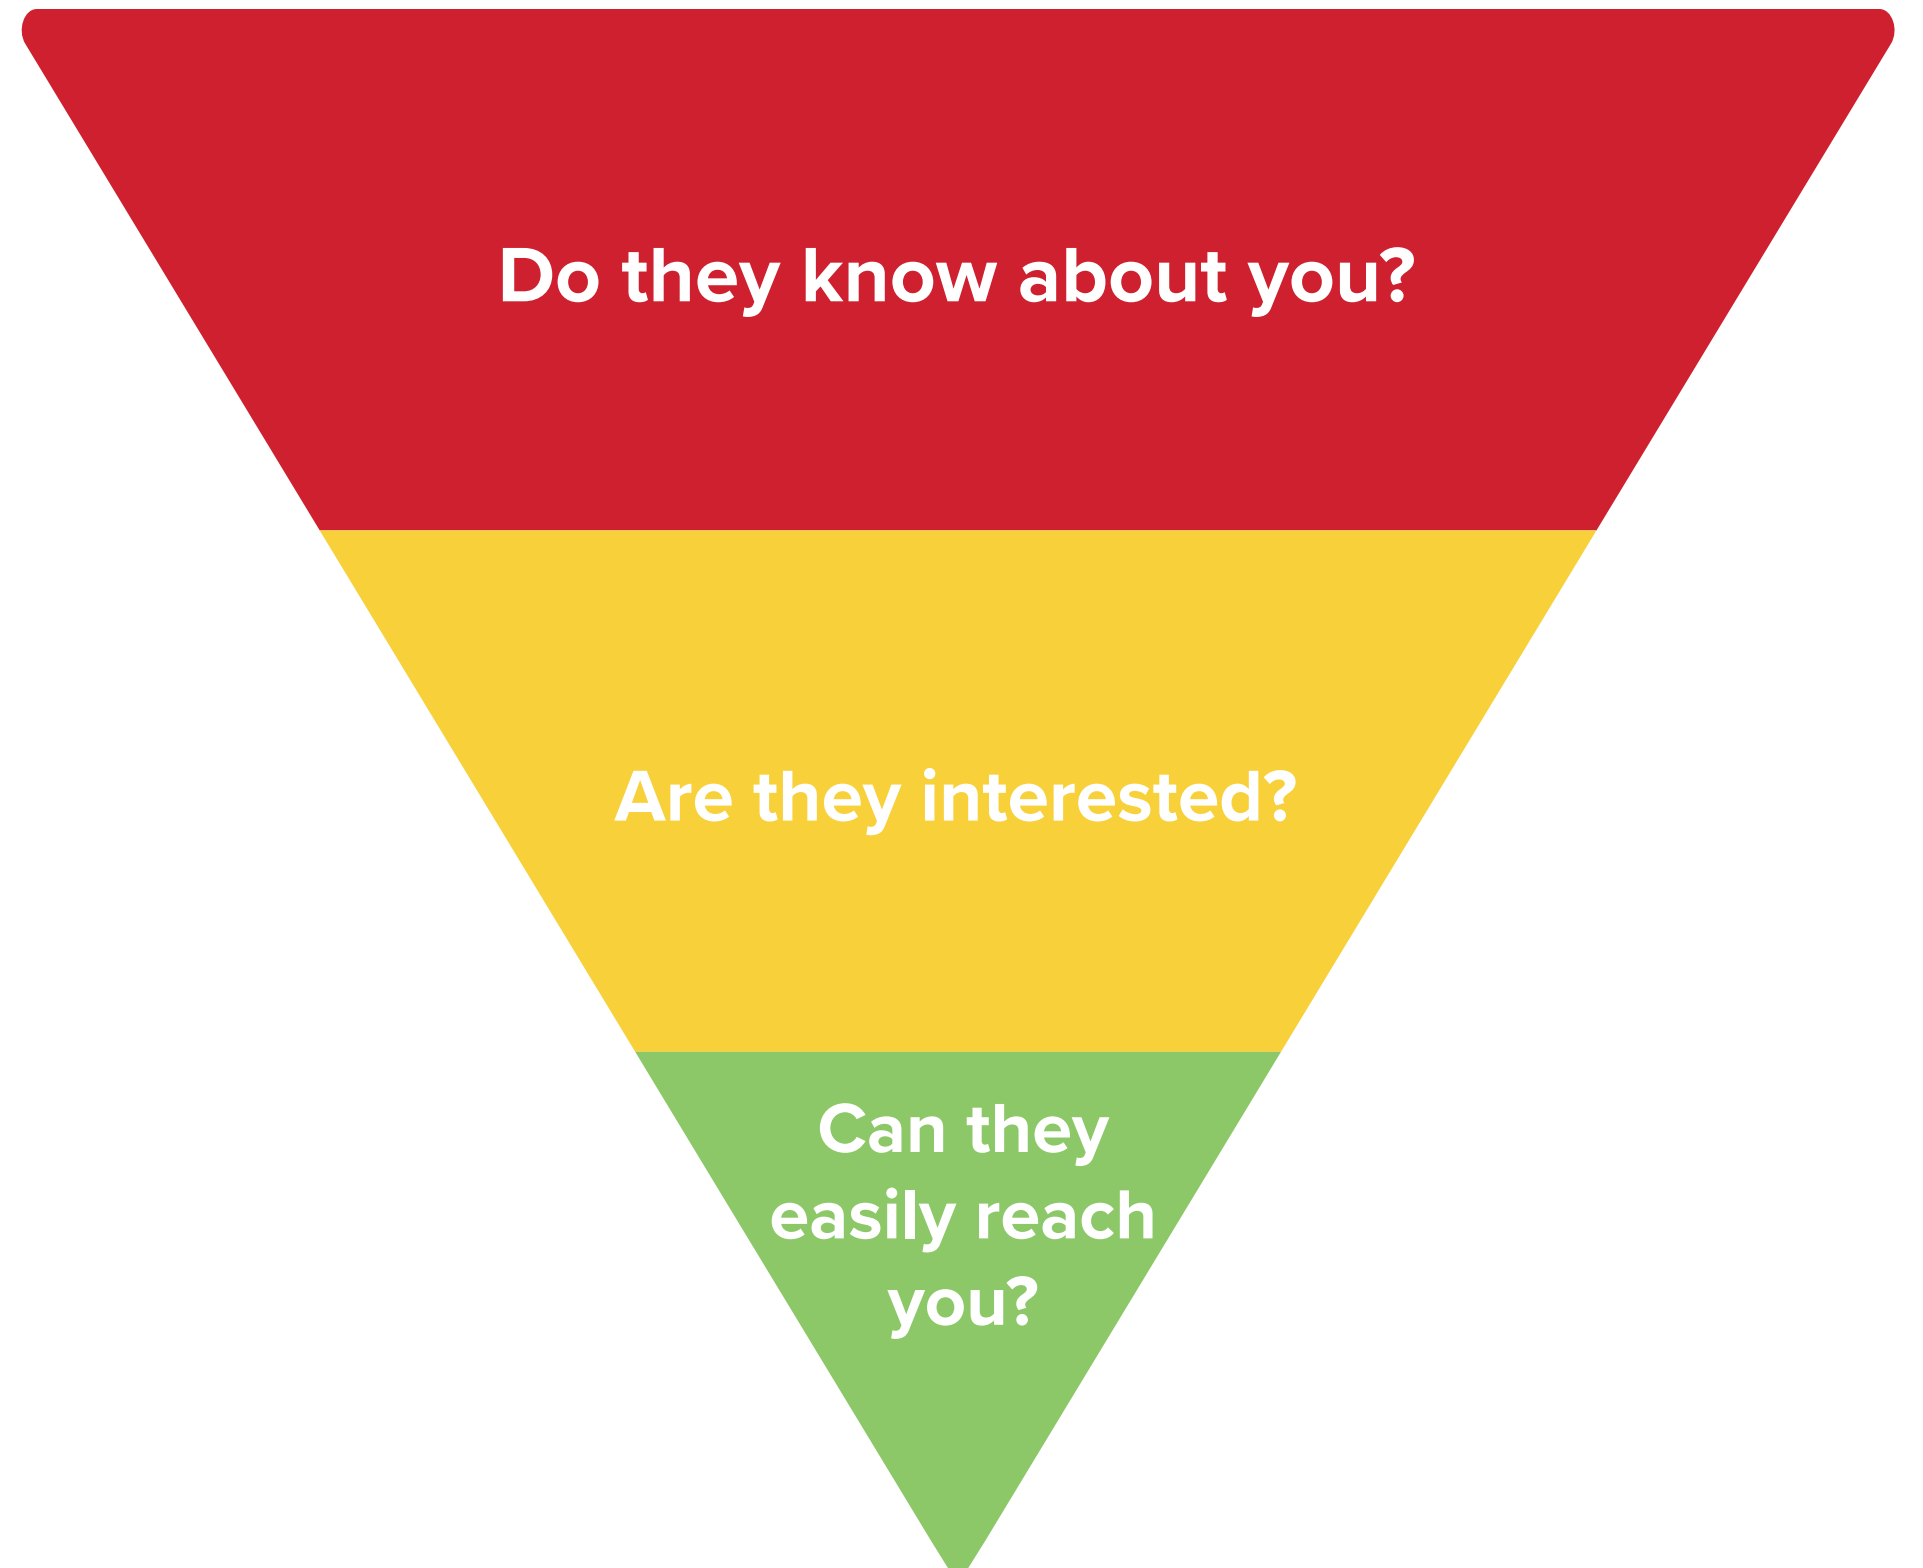 Do they know about you?
Are they interested?
Can they
easily reach
you?